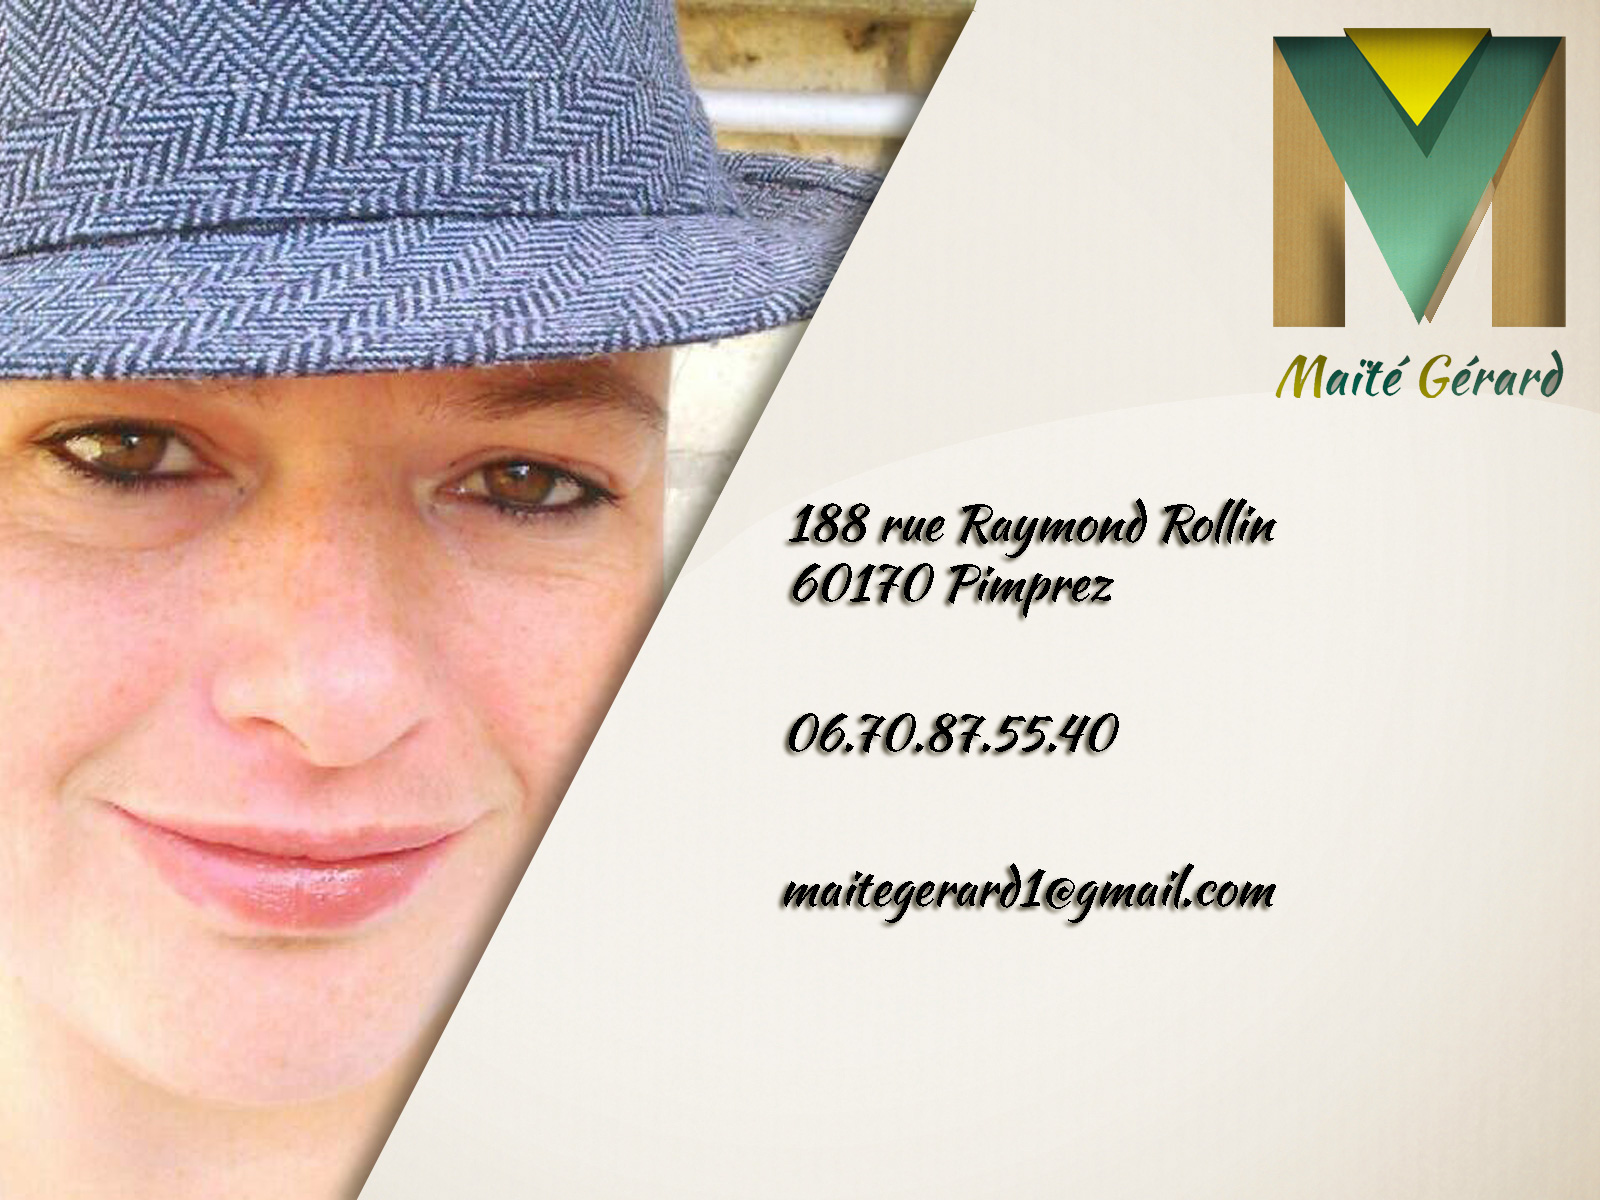 Maïté Gérard
188 rue Raymond Rollin
60170 Pimprez
06.70.87.55.40
maitegerard1@gmail.com